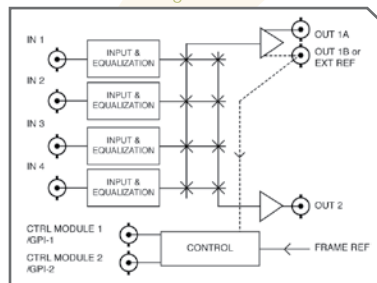 IN 1
INPUT &
EQUALIZATION
IN 2
INPUT &
EQUALIZATION
IN 3
INPUT &
EQUALIZATION
IN 4
INPUT &
EQUALIZATION
OUT 1A
OUT 1B or
EXT REF
OUT 2
CTRL MODULE 1
/GPI-1
CTRL MODULE 2
/GPI-2
CONTROL
FRAME REF